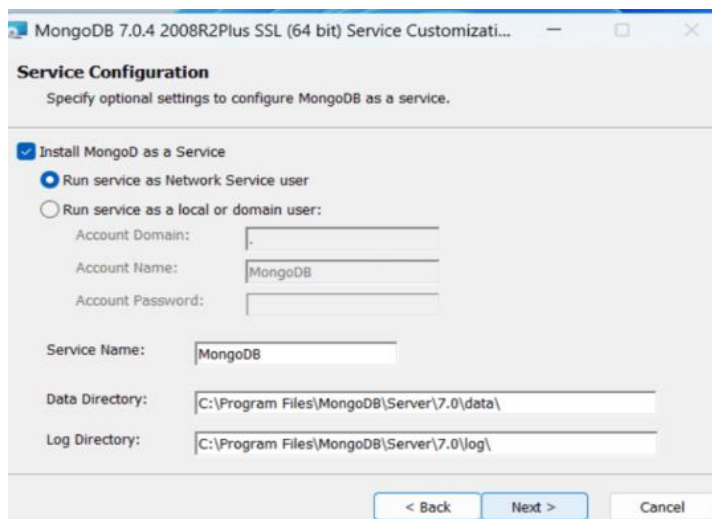 MongoDB 7.0.4 2008R2Plus SSL (64 bit) Service Customizati...
Service Configuration
Specify optional settings to configure MongoDB as a service.
Install MongoD as a Service
Run service as Network Service user
Run service as a local or domain user:
Account Domain: .
Account Name: MongoDB
Account Password:
Service Name: MongoDB
Data Directory: C:\Program Files\MongoDB\Server\7.0\data\
Log Directory: C:\Program Files\MongoDB\Server\7.0\log\
< Back Next > Cancel